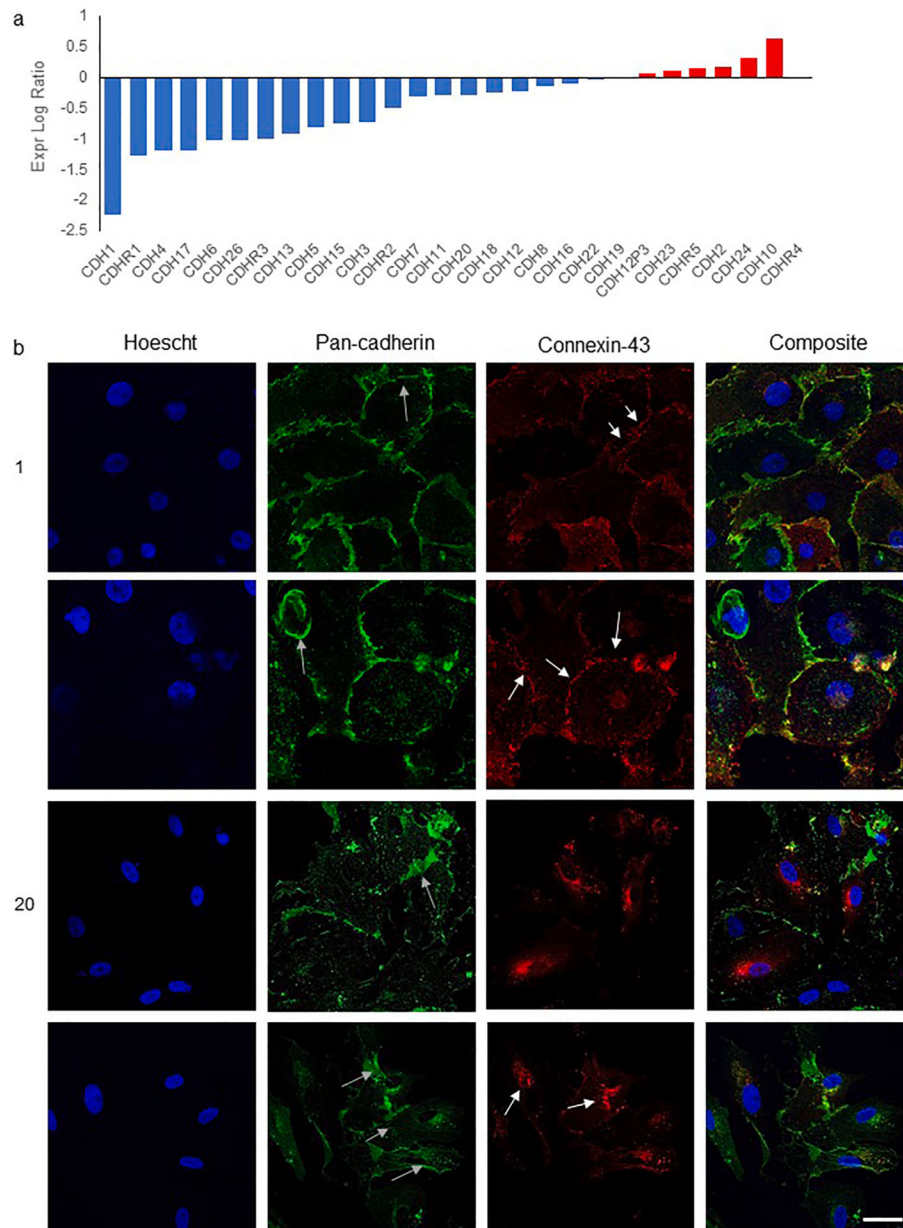 a
1
0.5
0
-0.5
-1
-1.5
-2
-2.5
Expr Log Ratio
CDH1
CDHR1
CDH4
CDH17
CDH6
CDH26
CDHR3
CDH13
CDH5
CDH15
CDH3
CDHR2
CDH7
CDH11
CDH20
CDH18
CDH12
CDH8
CDH16
CDH22
CDH19
CDH12P3
CDH23
CDHR5
CDH2
CDH24
CDH10
CDHR4
b
Hoescht Pan-cadherin Connexin-43 Composite
1
20